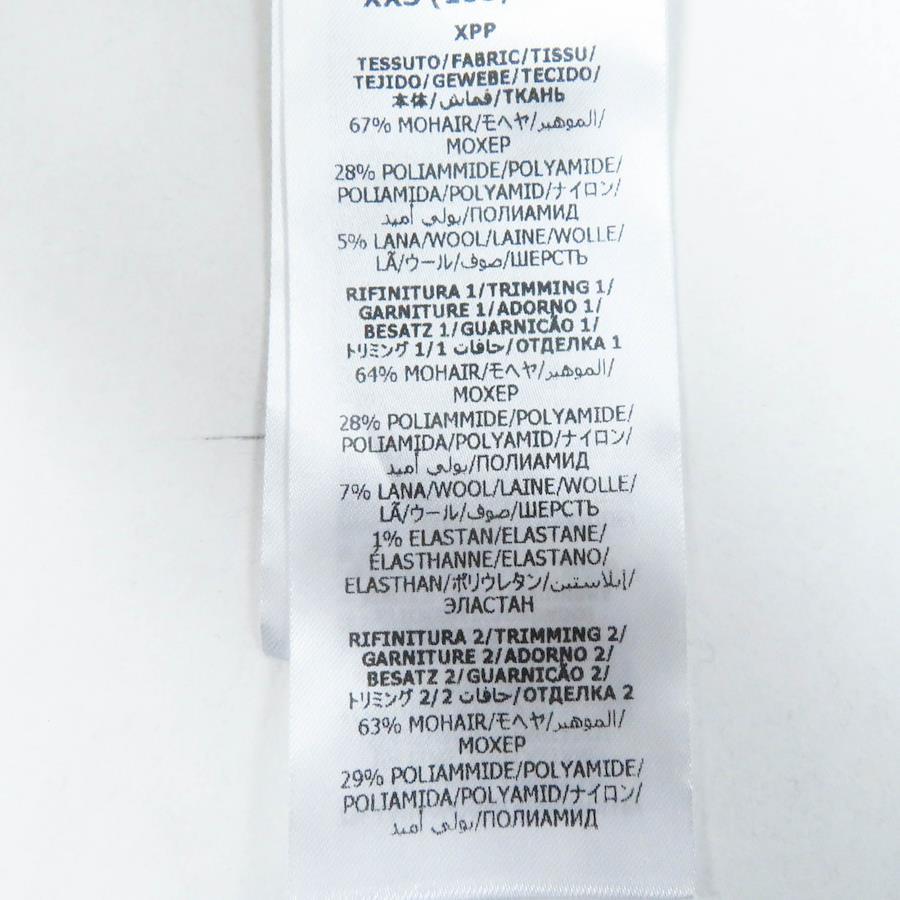 XPP
TESSUTO/FABRIC/TISSU/
TEJIDO/GEWEBE/TECIDO/
本体/قماش/ТКАНЬ
67% MOHAIR/モヘヤ/الموهير/
МОХЕР
28% POLIAMMIDE/POLYAMIDE/
POLIAMIDA/POLYAMID/ナイロン/
بولي أميد/ПОЛИАМИД
5% LANA/WOOL/LAINE/WOLLE/
LÃ/ウール/صوف/ШЕРСТЬ
RIFINITURA 1/TRIMMING 1/
GARNITURE 1/ADORNO 1/
BESATZ 1/GUARNICÃO 1/
トリミング 1/حافات 1/ОТДЕЛКА 1
64% MOHAIR/モヘヤ/الموهير/
МОХЕР
28% POLIAMMIDE/POLYAMIDE/
POLIAMIDA/POLYAMID/ナイロン/
بولي أميد/ПОЛИАМИД
7% LANA/WOOL/LAINE/WOLLE/
LÃ/ウール/صوف/ШЕРСТЬ
1% ELASTAN/ELASTANE/
ÉLASTHANNE/ELASTANO/
ELASTHAN/ポリウレタン/إيلاستين/
ЭЛАСТАН
RIFINITURA 2/TRIMMING 2/
GARNITURE 2/ADORNO 2/
BESATZ 2/GUARNICÃO 2/
トリミング 2/حافات 2/ОТДЕЛКА 2
63% MOHAIR/モヘヤ/الموهير/
МОХЕР
29% POLIAMMIDE/POLYAMIDE/
POLIAMIDA/POLYAMID/ナイロン/
بولي أميد/ПОЛИАМИД